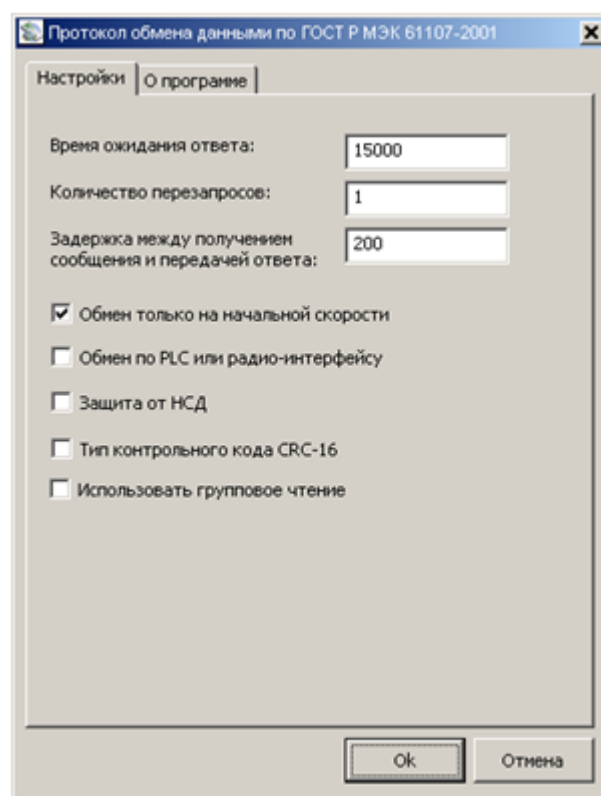 Протокол обмена данными по ГОСТ Р МЭК 61107-2001
Настройки
О программе
Время ожидания ответа:
15000
Количество перезапросов:
1
Задержка между получением
сообщения и передачей ответа:
200
Обмен только на начальной скорости
Обмен по PLC или радио-интерфейсу
Защита от НСД
Тип контрольного кода CRC-16
Использовать групповое чтение
Ok
Отмена